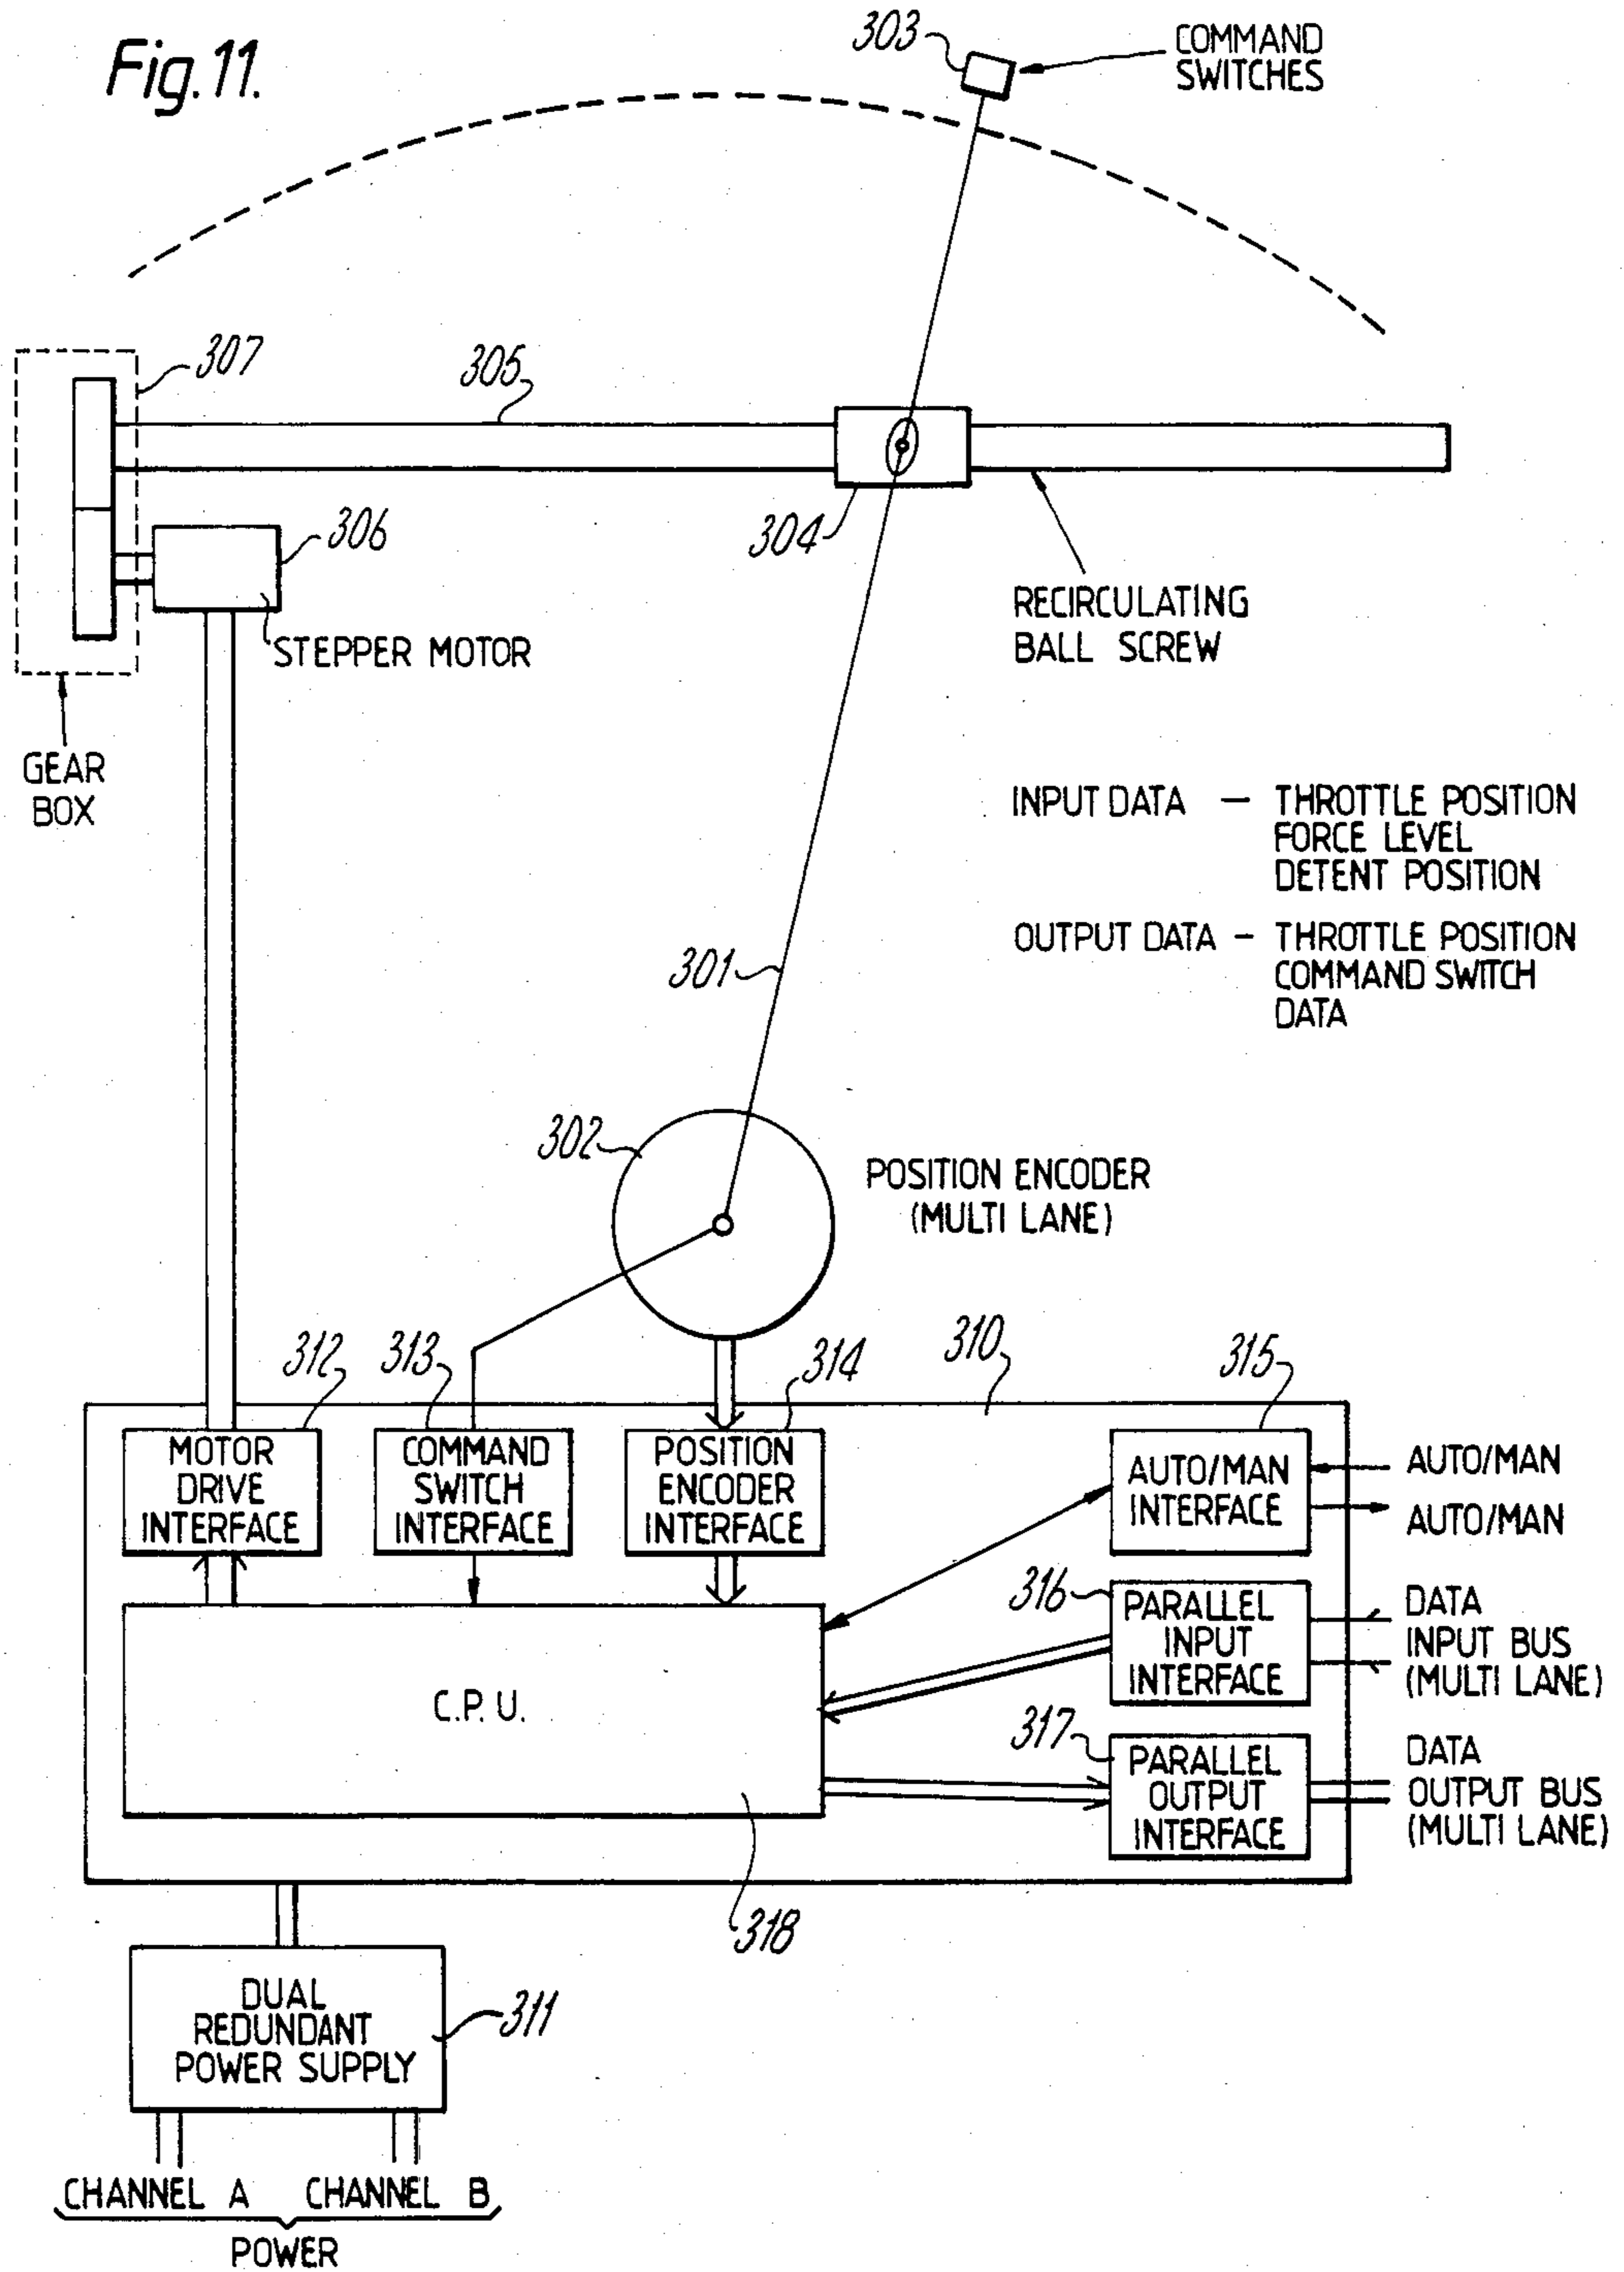 Fig.11.
303
COMMAND
SWITCHES
307
305
304
306
STEPPER MOTOR
RECIRCULATING
BALL SCREW
GEAR
BOX
INPUT DATA — THROTTLE POSITION
FORCE LEVEL
DETENT POSITION
OUTPUT DATA — THROTTLE POSITION
COMMAND SWITCH
DATA
301
302
POSITION ENCODER
(MULTI LANE)
312
313
314
310
315
MOTOR
DRIVE
INTERFACE
COMMAND
SWITCH
INTERFACE
POSITION
ENCODER
INTERFACE
AUTO/MAN
INTERFACE
AUTO/MAN
AUTO/MAN
316
PARALLEL
INPUT
INTERFACE
DATA
INPUT BUS
(MULTI LANE)
C.P.U.
317
PARALLEL
OUTPUT
INTERFACE
DATA
OUTPUT BUS
(MULTI LANE)
318
DUAL
REDUNDANT
POWER SUPPLY
311
CHANNEL A CHANNEL B
POWER